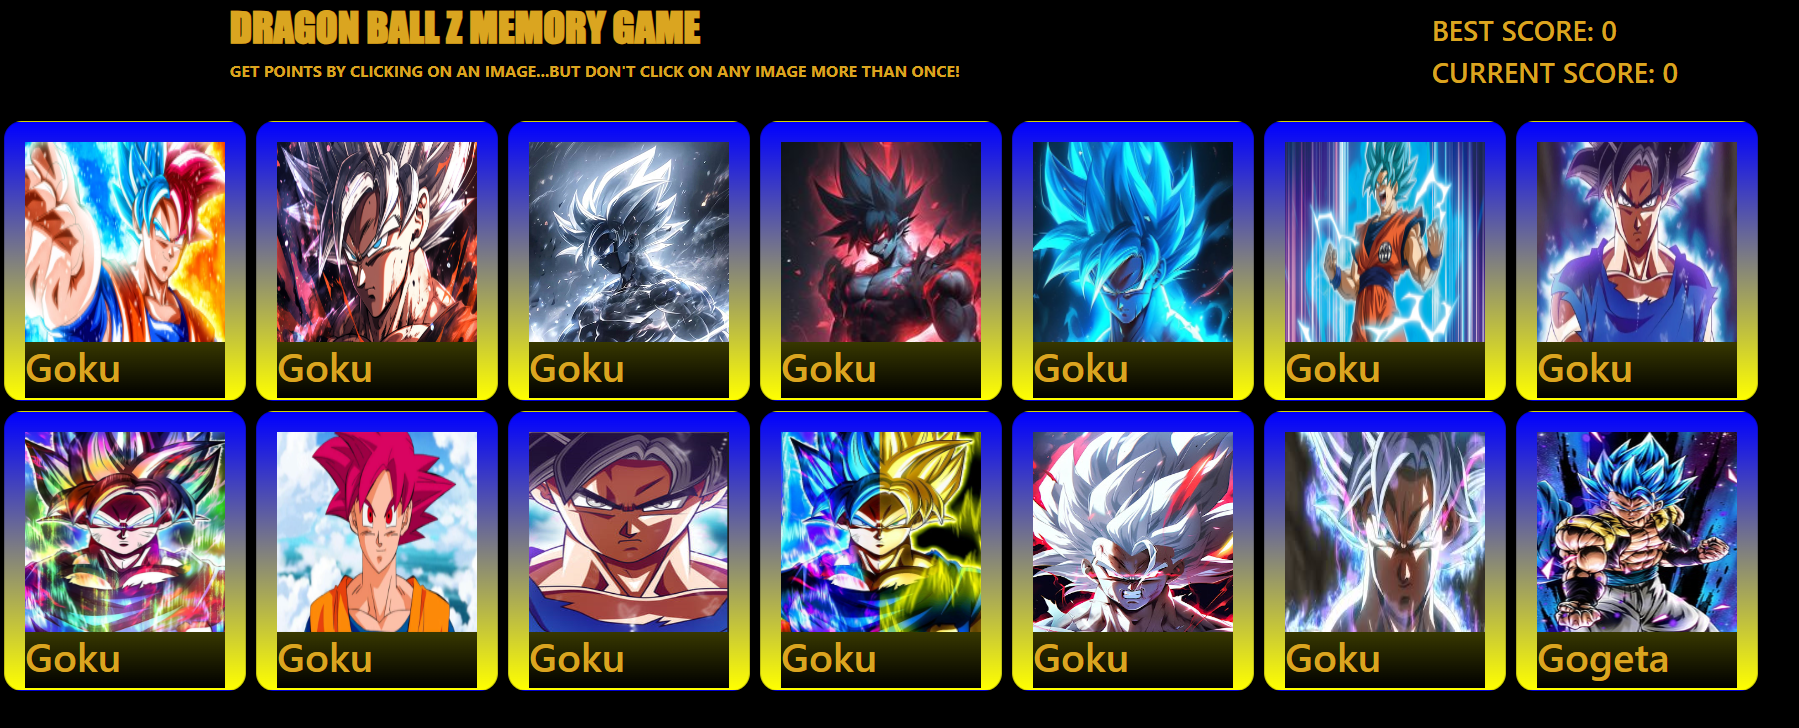 DRAGON BALL Z MEMORY GAME
GET POINTS BY CLICKING ON AN IMAGE...BUT DON'T CLICK ON ANY IMAGE MORE THAN ONCE!
BEST SCORE: 0
CURRENT SCORE: 0
Goku
Goku
Goku
Goku
Goku
Goku
Goku
Goku
Goku
Goku
Goku
Goku
Goku
Gogeta